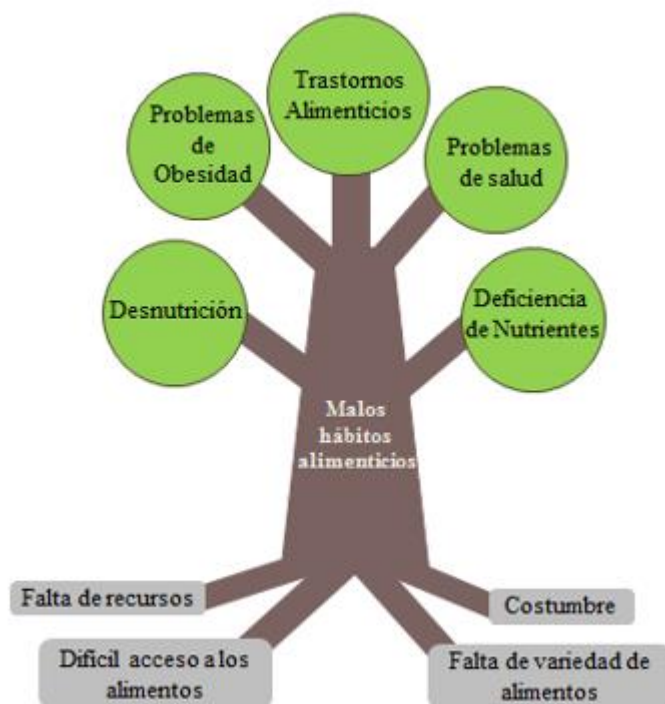 Trastornos
Alimenticios
Problemas
de
Obesidad
Problemas
de salud
Desnutrición
Deficiencia
de Nutrientes
Malos
hábitos
alimenticios
Falta de recursos
Costumbre
Difícil acceso a los
alimentos
Falta de variedad de
alimentos